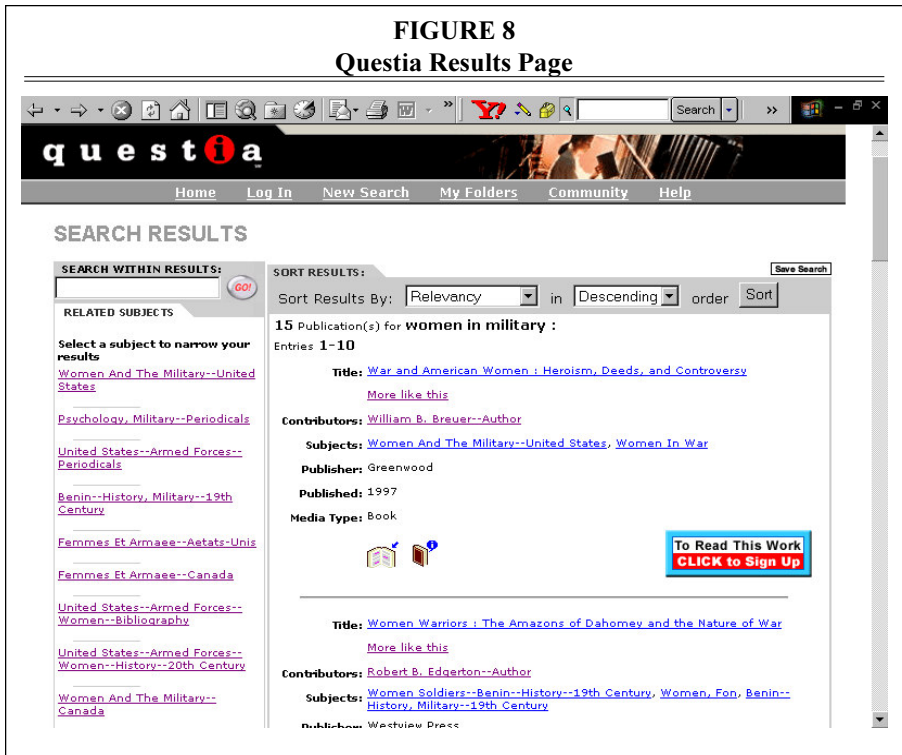 FIGURE 8
Questia Results Page
Search
questia
Home Log In New Search My Folders Community Help
SEARCH RESULTS
SEARCH WITHIN RESULTS:
GO!
RELATED SUBJECTS
Select a subject to narrow your
results
Women And The Military--United
States
Psychology, Military--Periodicals
United States--Armed Forces--
Periodicals
Benin--History, Military--19th
Century
Femmes Et Armaee--Aetats-Unis
Femmes Et Armaee--Canada
United States--Armed Forces--
Women--Bibliography
United States--Armed Forces--
Women--History--20th Century
Women And The Military--
Canada
SORT RESULTS:
Save Search
Sort Results By: Relevancy in Descending order Sort
15 Publication(s) for women in military :
Entries 1-10
Title: War and American Women : Heroism, Deeds, and Controversy
More like this
Contributors: William B. Breuer--Author
Subjects: Women And The Military--United States, Women In War
Publisher: Greenwood
Published: 1997
Media Type: Book
To Read This Work
CLICK to Sign Up
Title: Women Warriors : The Amazons of Dahomey and the Nature of War
More like this
Contributors: Robert B. Edgerton--Author
Subjects: Women Soldiers--Benin--History--19th Century, Women, Fon, Benin--
History, Military--19th Century
Publisher: Westview Press